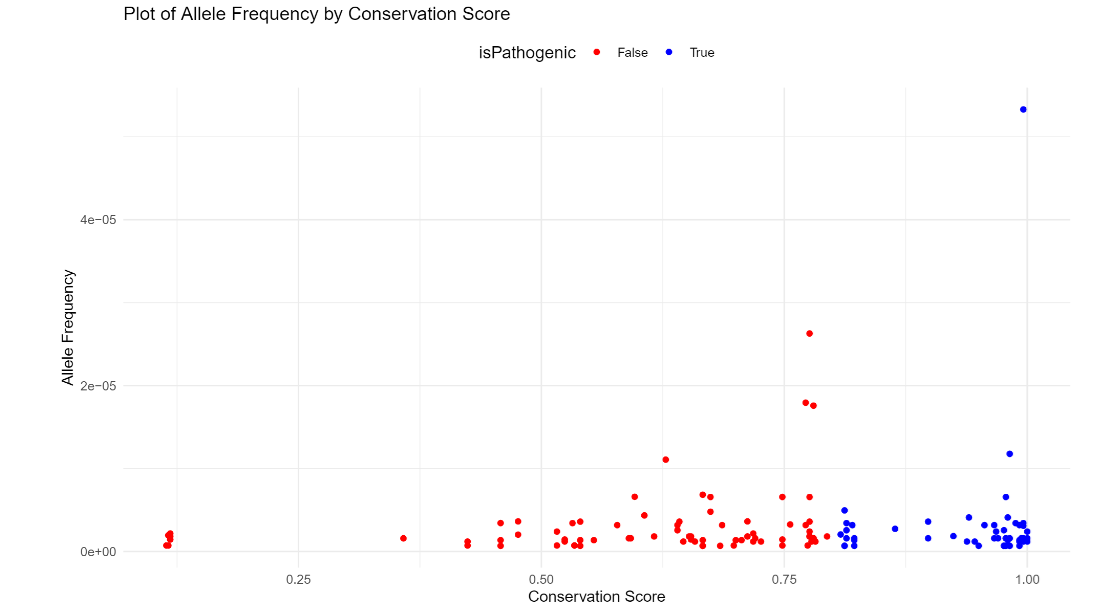 Plot of Allele Frequency by Conservation Score
isPathogenic False True
Allele Frequency
4e−05
2e−05
0e+00
0.25 0.50 0.75 1.00
Conservation Score